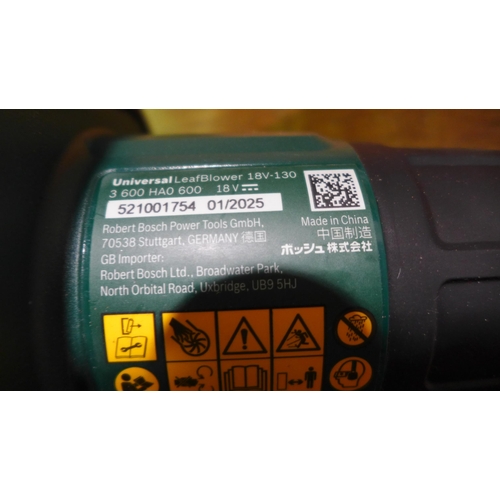 Universal LeafBlower 18V-130
3 600 HA0 600 18 V
521001754 01/2025
Robert Bosch Power Tools GmbH,
70538 Stuttgart, GERMANY 德国
GB Importer:
Robert Bosch Ltd., Broadwater Park,
North Orbital Road, Uxbridge, UB9 5HJ
Made in China
中国制造
ボッシュ株式会社